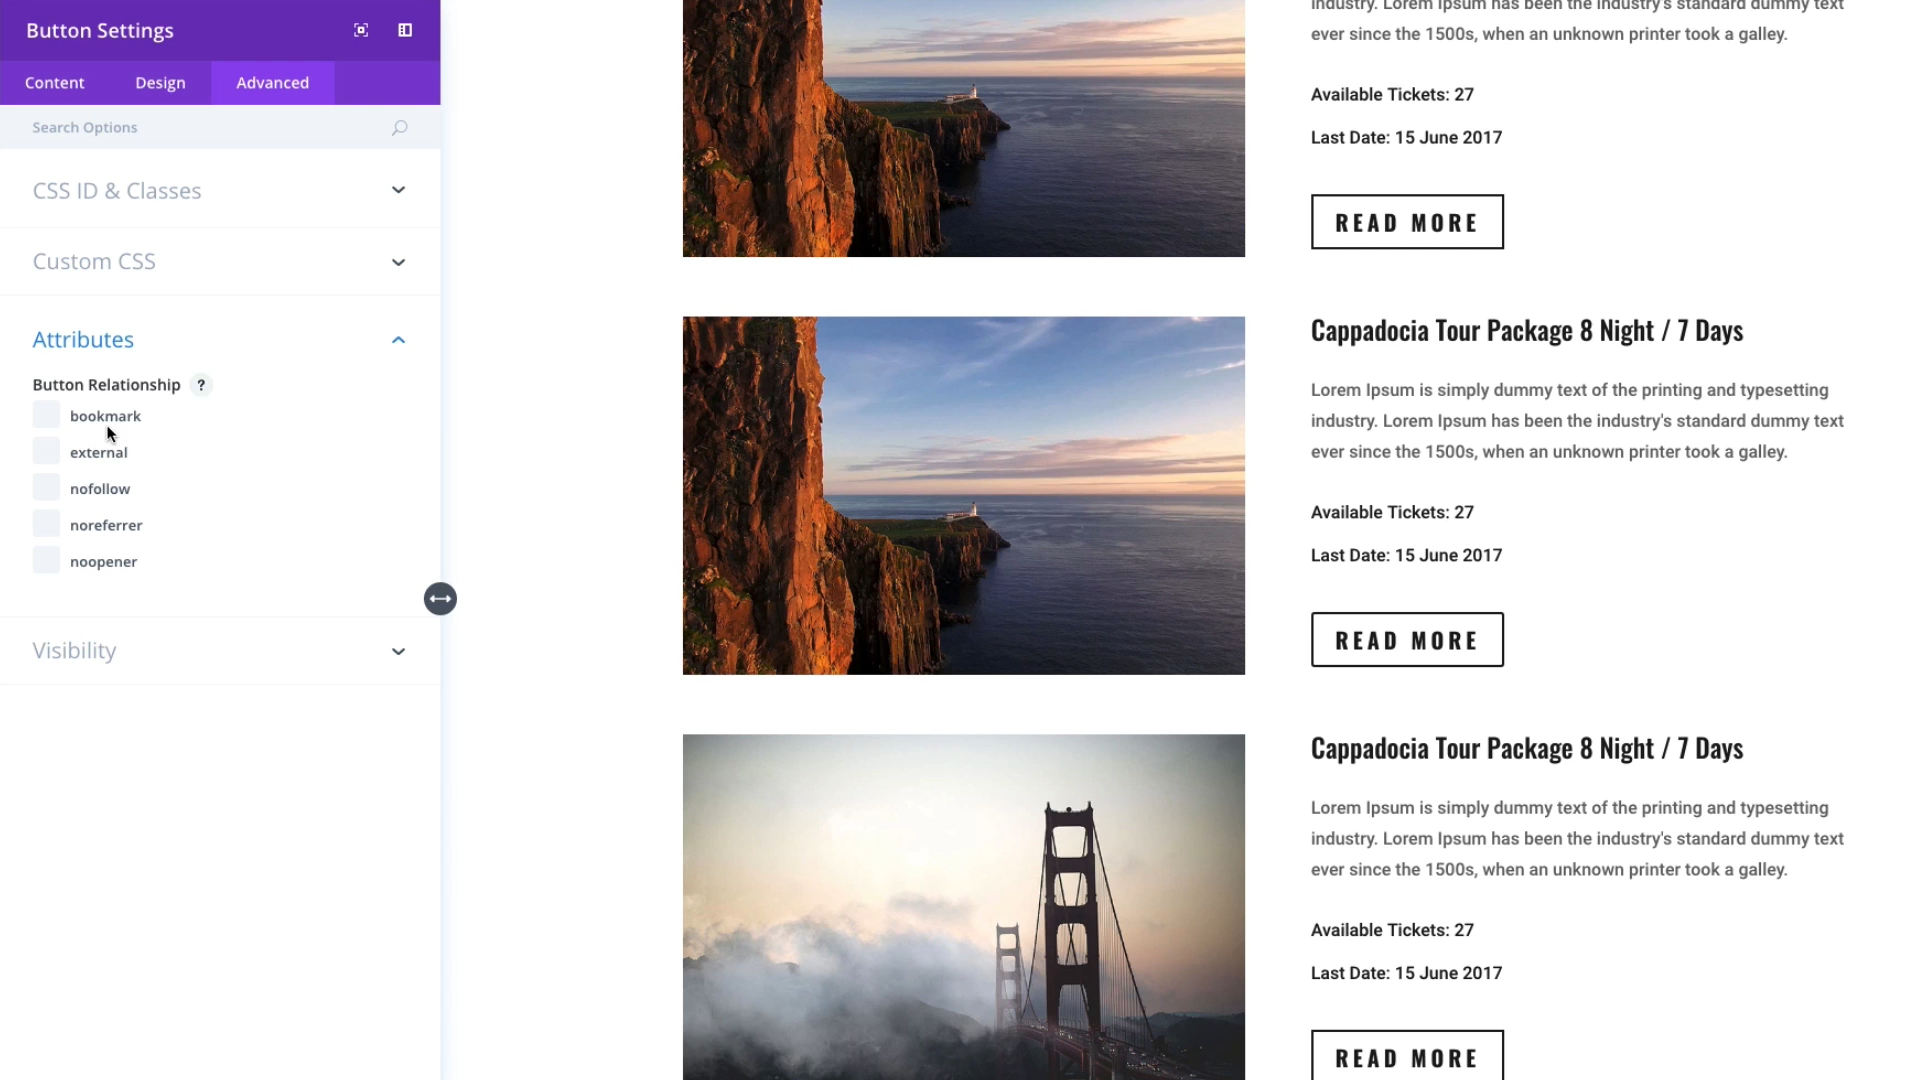 Button Settings
Content Design Advanced
Search Options
CSS ID & Classes
Custom CSS
Attributes
Button Relationship ?
bookmark
external
nofollow
noreferrer
noopener
Visibility
industry. Lorem Ipsum has been the industry's standard dummy text
ever since the 1500s, when an unknown printer took a galley.
Available Tickets: 27
Last Date: 15 June 2017
READ MORE
Cappadocia Tour Package 8 Night / 7 Days
Lorem Ipsum is simply dummy text of the printing and typesetting
industry. Lorem Ipsum has been the industry's standard dummy text
ever since the 1500s, when an unknown printer took a galley.
Available Tickets: 27
Last Date: 15 June 2017
READ MORE
Cappadocia Tour Package 8 Night / 7 Days
Lorem Ipsum is simply dummy text of the printing and typesetting
industry. Lorem Ipsum has been the industry's standard dummy text
ever since the 1500s, when an unknown printer took a galley.
Available Tickets: 27
Last Date: 15 June 2017
READ MORE